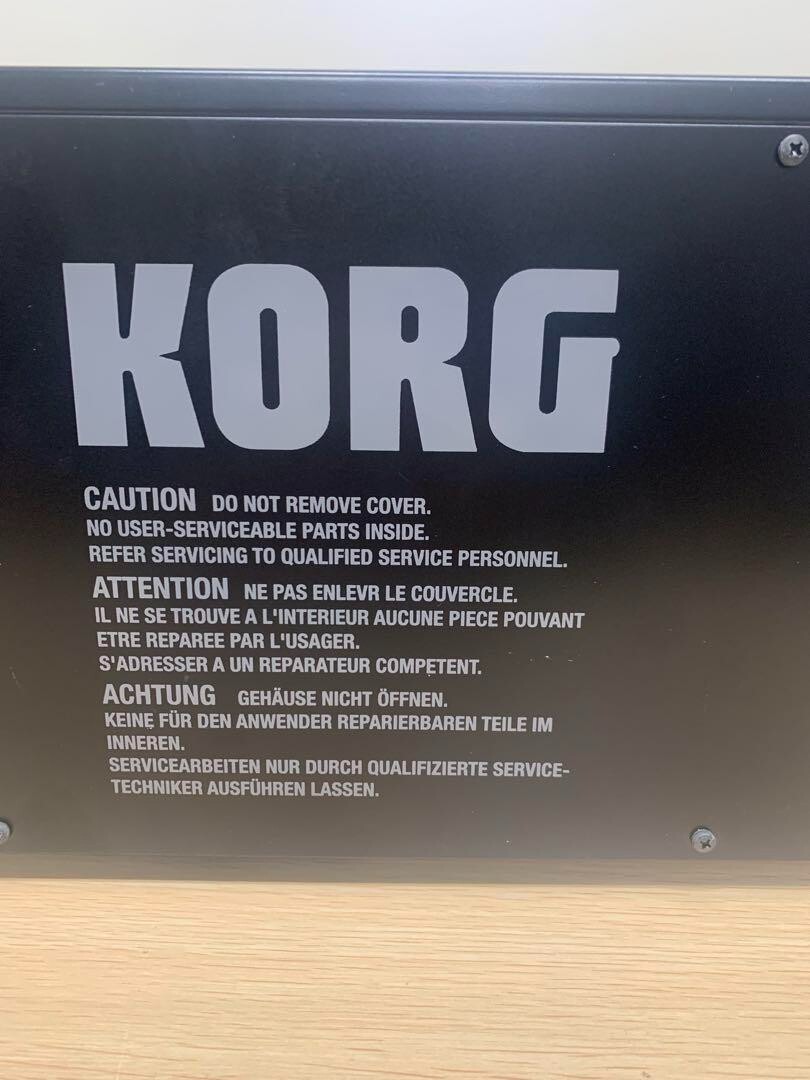 KORG
CAUTION DO NOT REMOVE COVER.
NO USER-SERVICEABLE PARTS INSIDE.
REFER SERVICING TO QUALIFIED SERVICE PERSONNEL.
ATTENTION NE PAS ENLEVR LE COUVERCLE.
IL NE SE TROUVE A L'INTERIEUR AUCUNE PIECE POUVANT
ETRE REPAREE PAR L'USAGER.
S'ADRESSER A UN REPARATEUR COMPETENT.
ACHTUNG GEHÄUSE NICHT ÖFFNEN.
KEINE FÜR DEN ANWENDER REPARIERBAREN TEILE IM
INNEREN.
SERVICEARBEITEN NUR DURCH QUALIFIZIERTE SERVICE-
TECHNIKER AUSFÜHREN LASSEN.